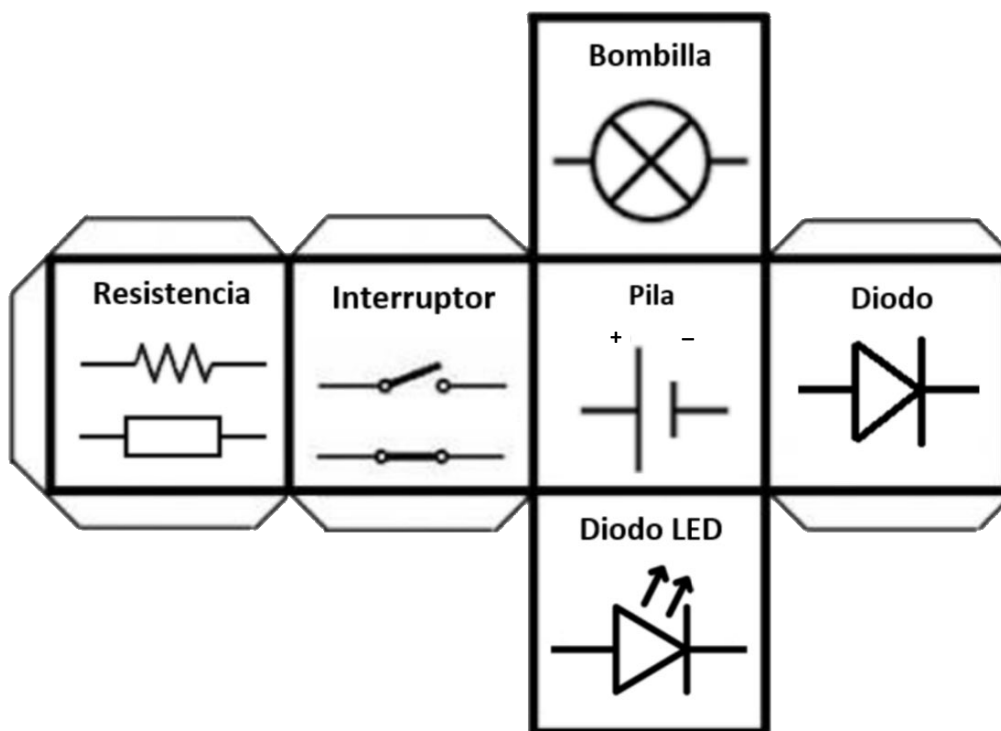 Bombilla
Resistencia
Interruptor
Pila
Diodo
+ −
Diodo LED